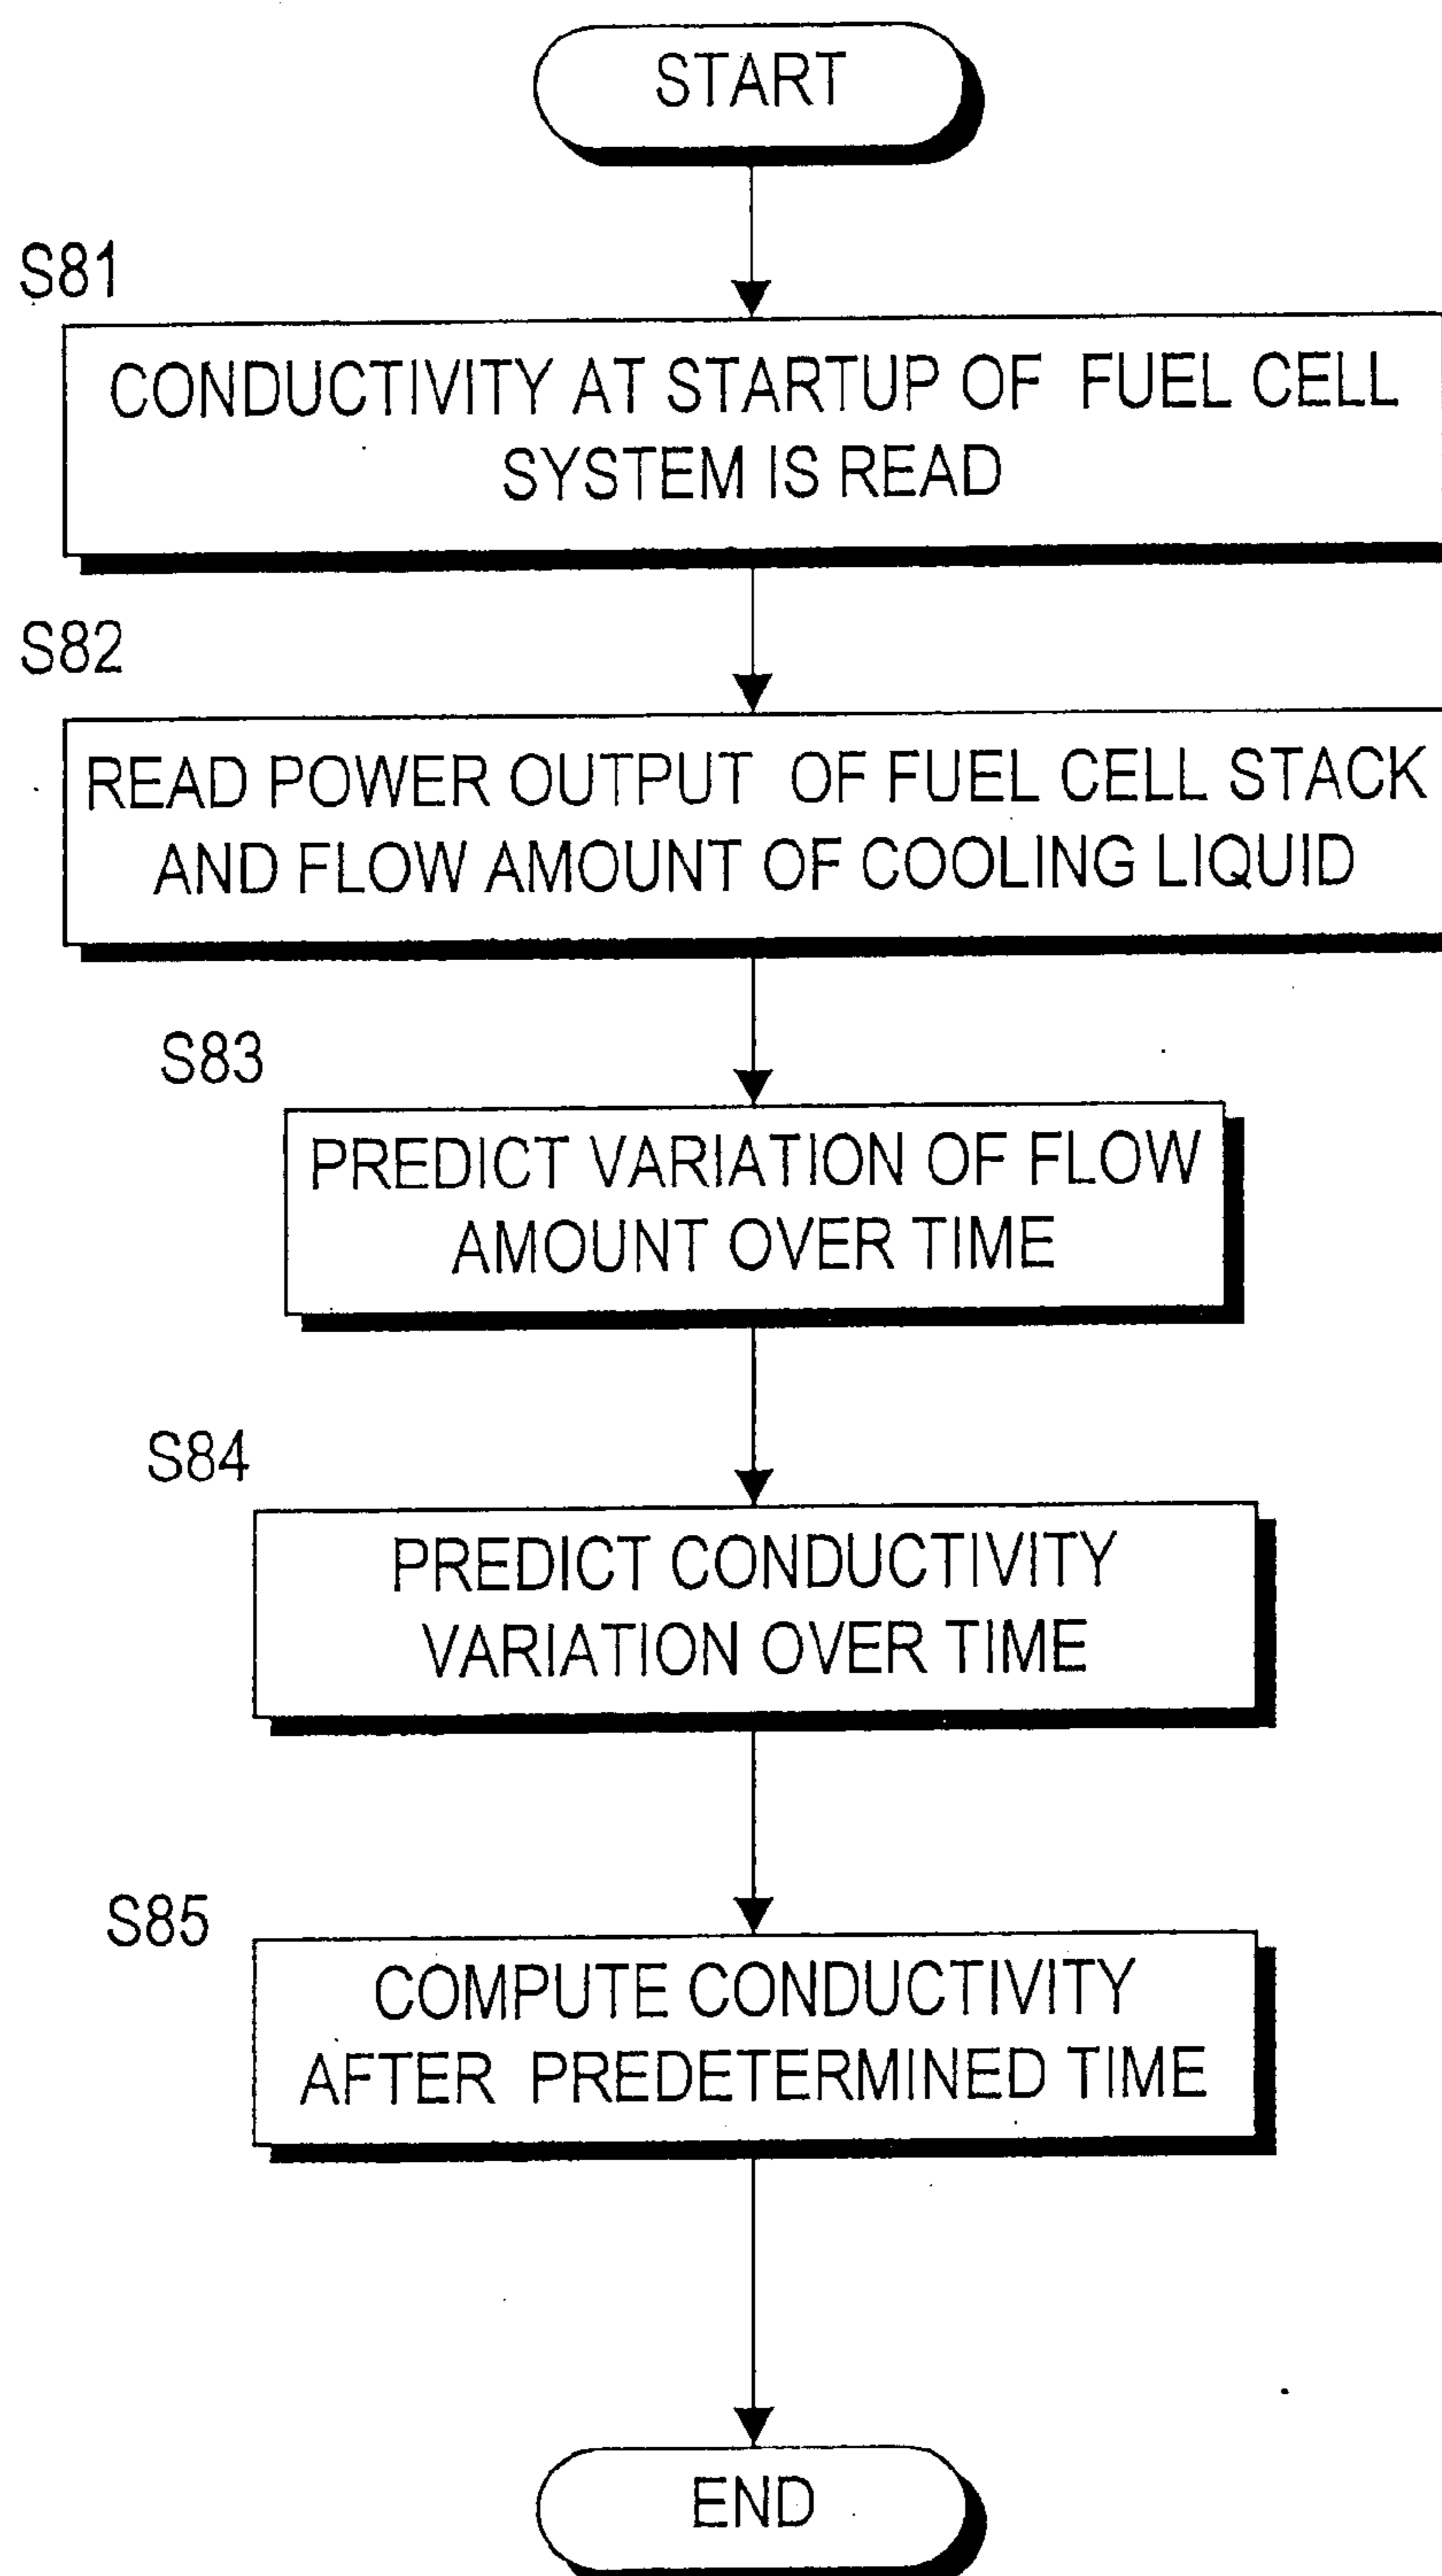 START
S81
CONDUCTIVITY AT STARTUP OF FUEL CELL
SYSTEM IS READ
S82
READ POWER OUTPUT OF FUEL CELL STACK
AND FLOW AMOUNT OF COOLING LIQUID
S83
PREDICT VARIATION OF FLOW
AMOUNT OVER TIME
S84
PREDICT CONDUCTIVITY
VARIATION OVER TIME
S85
COMPUTE CONDUCTIVITY
AFTER PREDETERMINED TIME
END